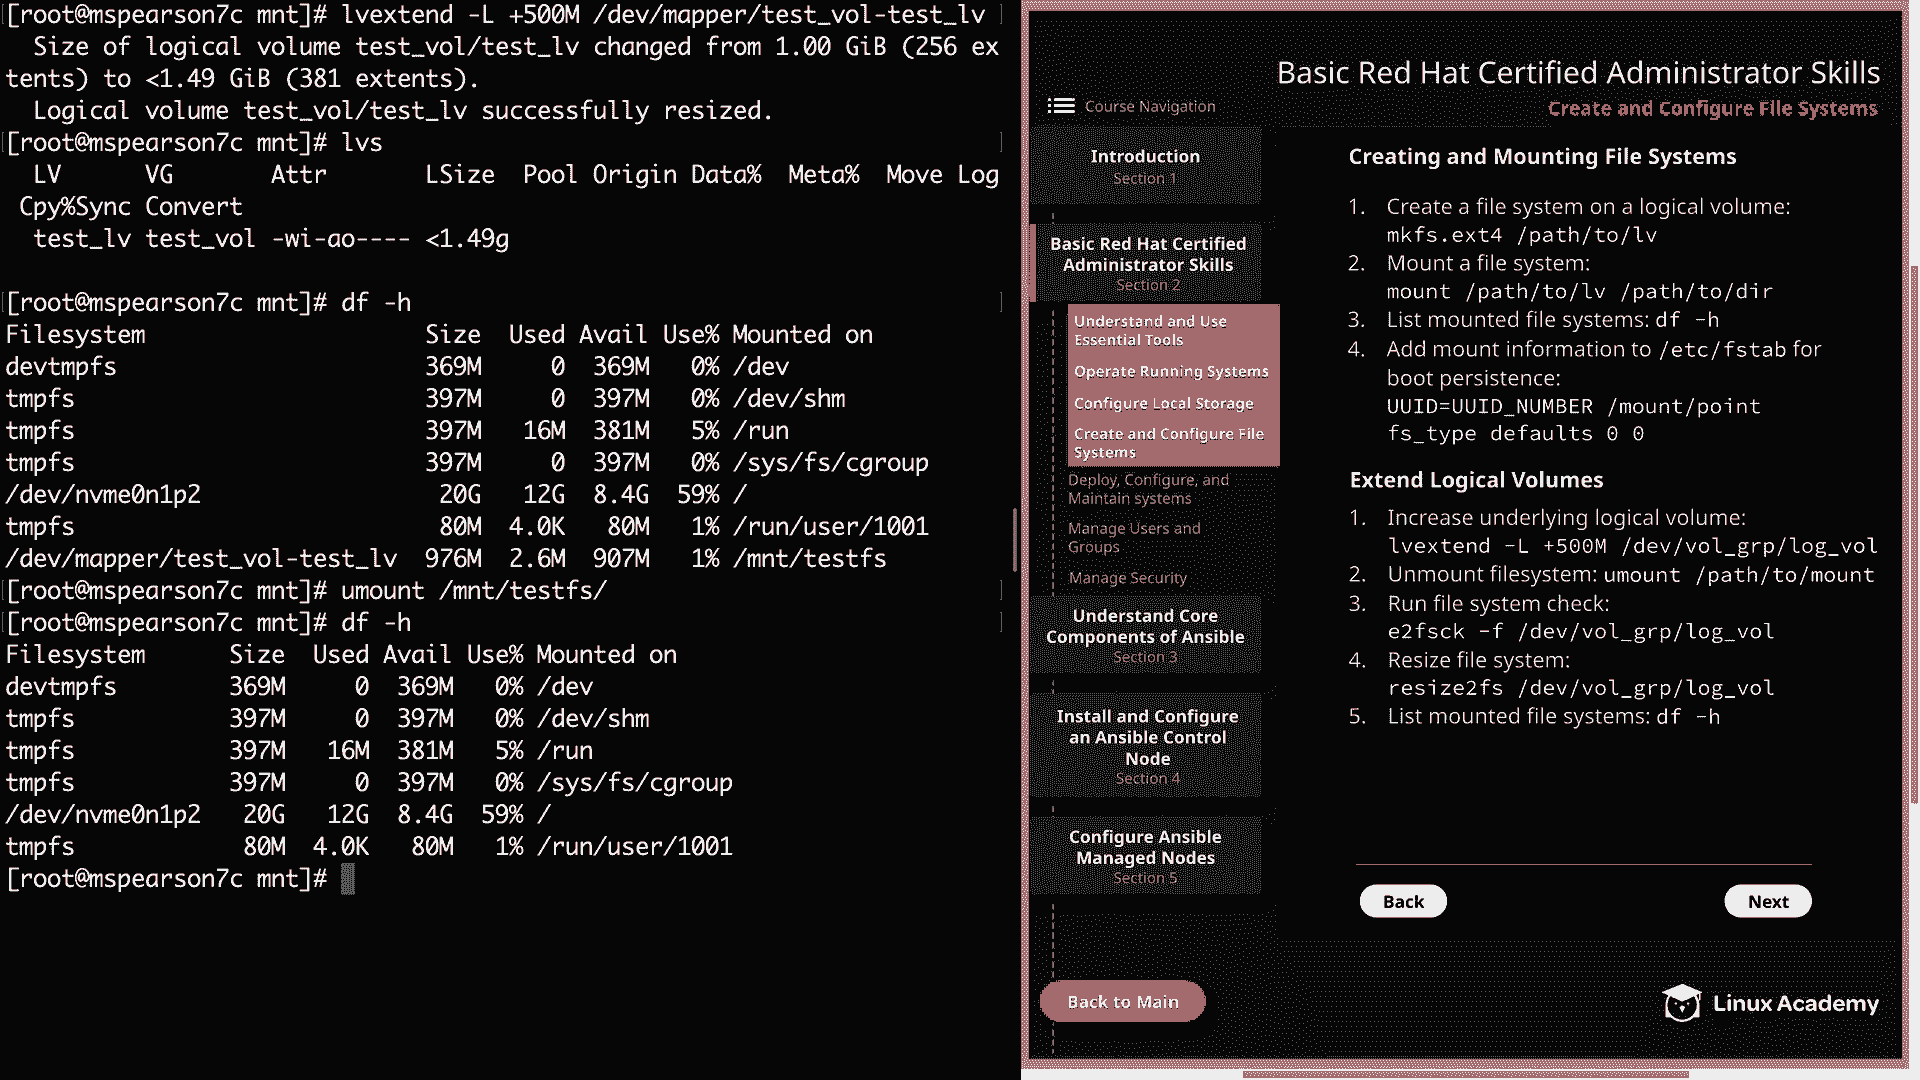 [root@mspearson7c mnt]# lvextend -L +500M /dev/mapper/test_vol-test_lv
  Size of logical volume test_vol/test_lv changed from 1.00 GiB (256 ex
tents) to <1.49 GiB (381 extents).
  Logical volume test_vol/test_lv successfully resized.
[root@mspearson7c mnt]# lvs
  LV      VG       Attr       LSize  Pool Origin Data%  Meta%  Move Log
 Cpy%Sync Convert
  test_lv test_vol -wi-ao---- <1.49g
[root@mspearson7c mnt]# df -h
Filesystem                    Size  Used Avail Use% Mounted on
devtmpfs                      369M     0  369M   0% /dev
tmpfs                         397M     0  397M   0% /dev/shm
tmpfs                         397M   16M  381M   5% /run
tmpfs                         397M     0  397M   0% /sys/fs/cgroup
/dev/nvme0n1p2                 20G   12G  8.4G  59% /
tmpfs                          80M  4.0K   80M   1% /run/user/1001
/dev/mapper/test_vol-test_lv  976M  2.6M  907M   1% /mnt/testfs
[root@mspearson7c mnt]# umount /mnt/testfs/
[root@mspearson7c mnt]# df -h
Filesystem      Size  Used Avail Use% Mounted on
devtmpfs        369M     0  369M   0% /dev
tmpfs           397M     0  397M   0% /dev/shm
tmpfs           397M   16M  381M   5% /run
tmpfs           397M     0  397M   0% /sys/fs/cgroup
/dev/nvme0n1p2   20G   12G  8.4G  59% /
tmpfs            80M  4.0K   80M   1% /run/user/1001
[root@mspearson7c mnt]#
Basic Red Hat Certified Administrator Skills
Create and Configure File Systems
Course Navigation
Introduction
Section 1
Basic Red Hat Certified
Administrator Skills
Section 2
Understand and Use
Essential Tools
Operate Running Systems
Configure Local Storage
Create and Configure File
Systems
Deploy, Configure, and
Maintain systems
Manage Users and
Groups
Manage Security
Understand Core
Components of Ansible
Section 3
Install and Configure
an Ansible Control
Node
Section 4
Configure Ansible
Managed Nodes
Section 5
Back to Main
Creating and Mounting File Systems
1. Create a file system on a logical volume:
mkfs.ext4 /path/to/lv
2. Mount a file system:
mount /path/to/lv /path/to/dir
3. List mounted file systems: df -h
4. Add mount information to /etc/fstab for
boot persistence:
UUID=UUID_NUMBER /mount/point
fs_type defaults 0 0
Extend Logical Volumes
1. Increase underlying logical volume:
lvextend -L +500M /dev/vol_grp/log_vol
2. Unmount filesystem: umount /path/to/mount
3. Run file system check:
e2fsck -f /dev/vol_grp/log_vol
4. Resize file system:
resize2fs /dev/vol_grp/log_vol
5. List mounted file systems: df -h
Back
Next
Linux Academy